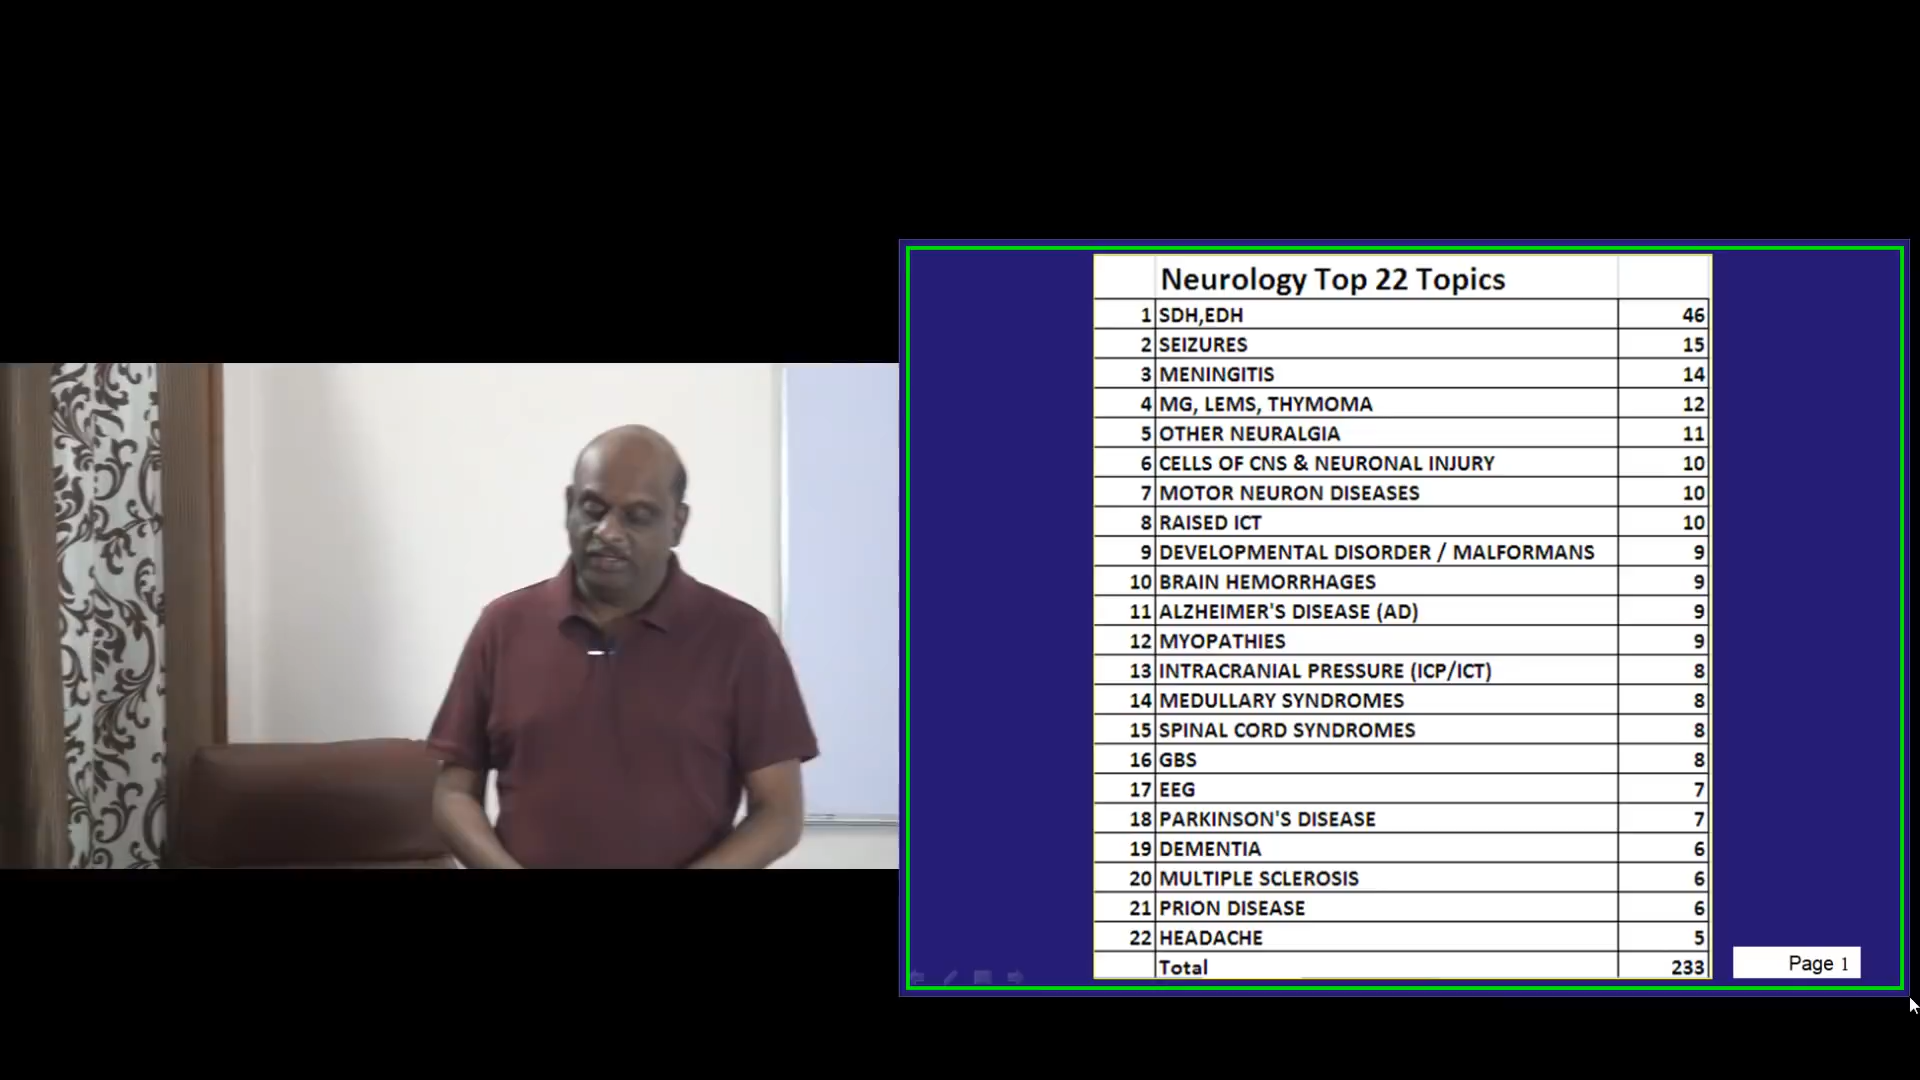 Neurology Top 22 Topics
1 SDH,EDH 46
2 SEIZURES 15
3 MENINGITIS 14
4 MG, LEMS, THYMOMA 12
5 OTHER NEURALGIA 11
6 CELLS OF CNS & NEURONAL INJURY 10
7 MOTOR NEURON DISEASES 10
8 RAISED ICT 10
9 DEVELOPMENTAL DISORDER / MALFORMANS 9
10 BRAIN HEMORRHAGES 9
11 ALZHEIMER'S DISEASE (AD) 9
12 MYOPATHIES 9
13 INTRACRANIAL PRESSURE (ICP/ICT) 8
14 MEDULLARY SYNDROMES 8
15 SPINAL CORD SYNDROMES 8
16 GBS 8
17 EEG 7
18 PARKINSON'S DISEASE 7
19 DEMENTIA 6
20 MULTIPLE SCLEROSIS 6
21 PRION DISEASE 6
22 HEADACHE 5
Total 233
Page 1